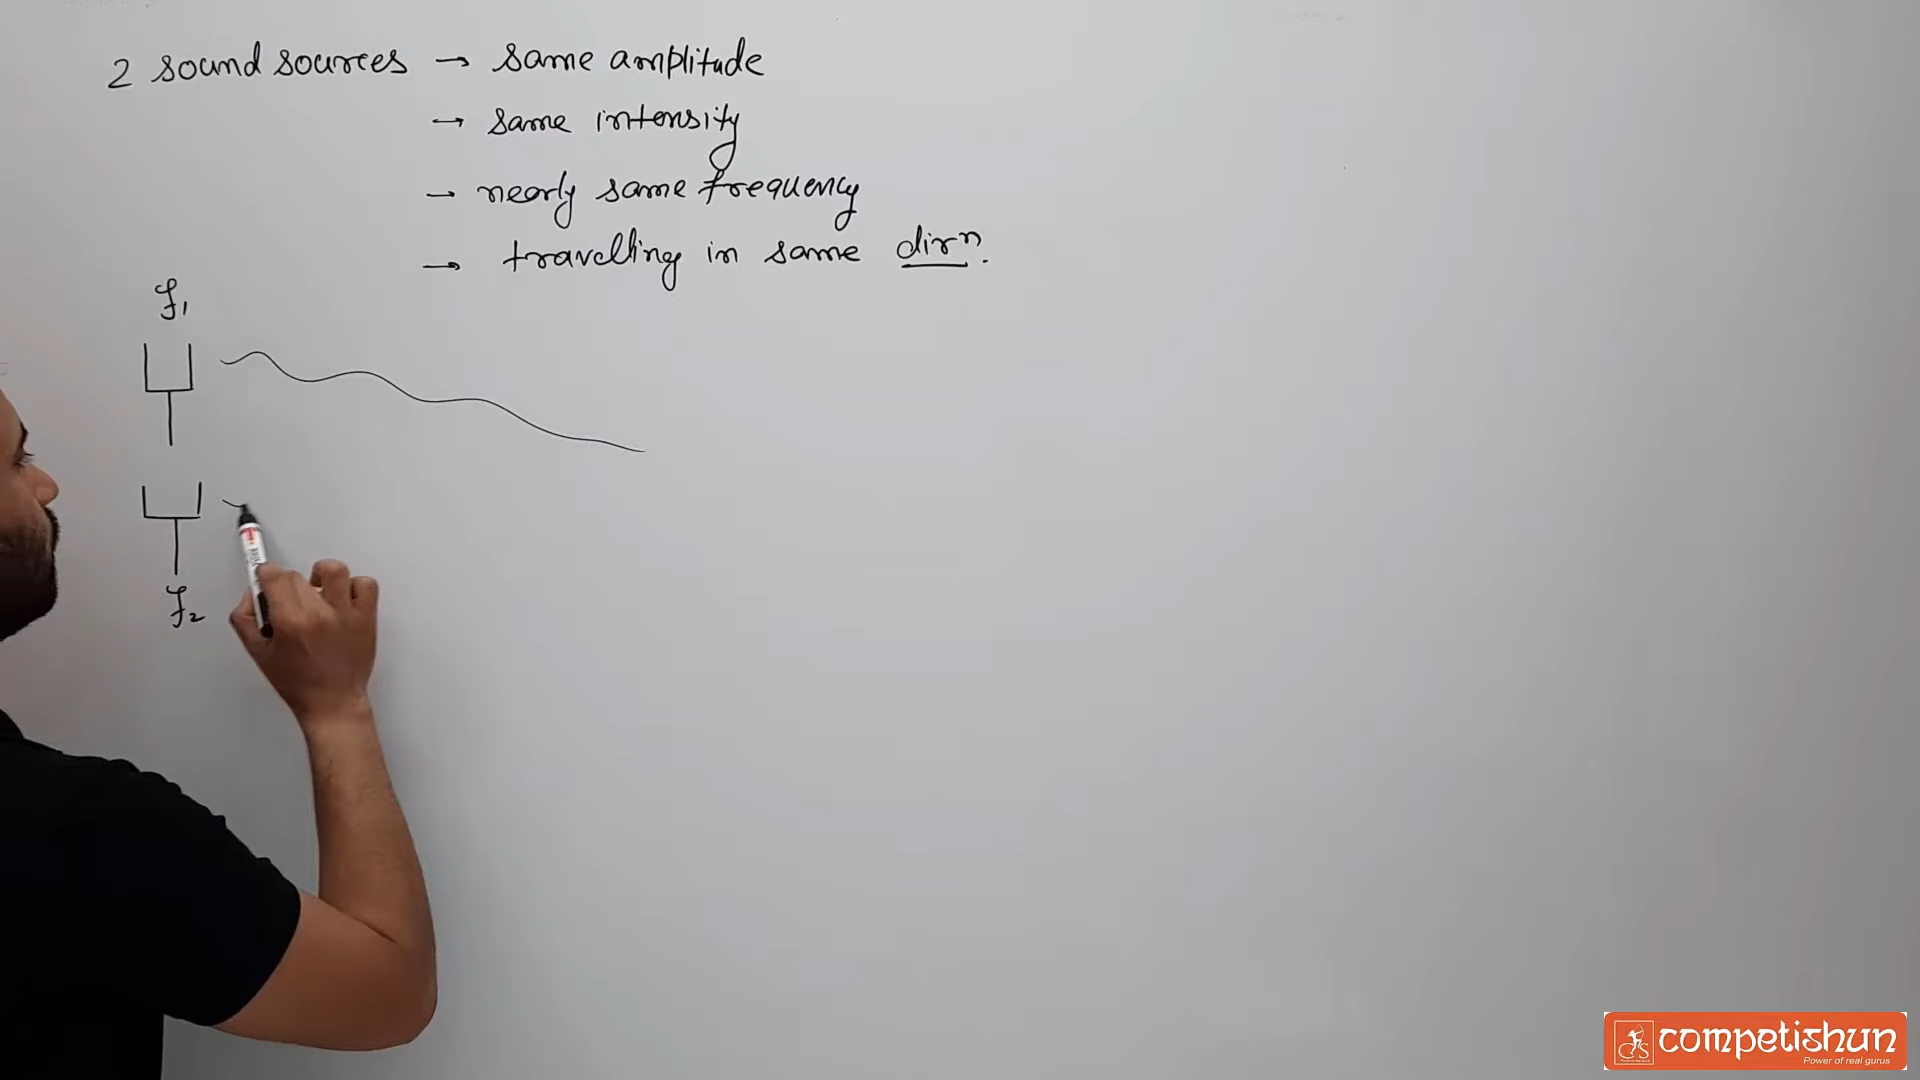 2 sound sources → same amplitude
→ same intensity
→ nearly same frequency
→ travelling in same dirⁿ.
f₁
f₂
competishun
Power of real gurus